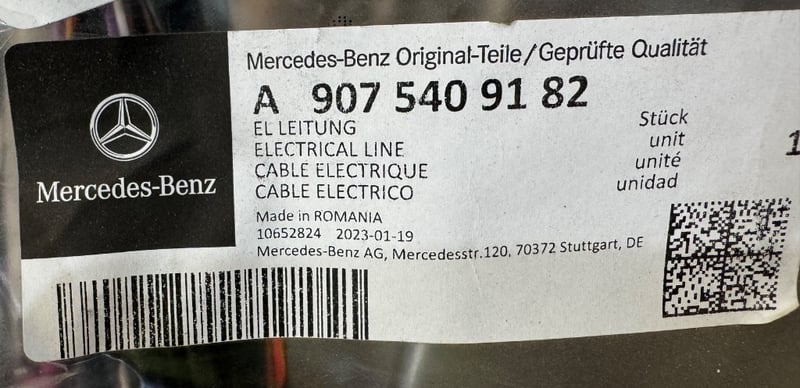 Mercedes-Benz Original-Teile/Geprüfte Qualität
A 907 540 91 82
EL LEITUNG
ELECTRICAL LINE
CABLE ELECTRIQUE
CABLE ELECTRICO
Stück
unit
unité
unidad
1
Mercedes-Benz
Made in ROMANIA
10652824 2023-01-19
Mercedes-Benz AG, Mercedesstr.120, 70372 Stuttgart, DE